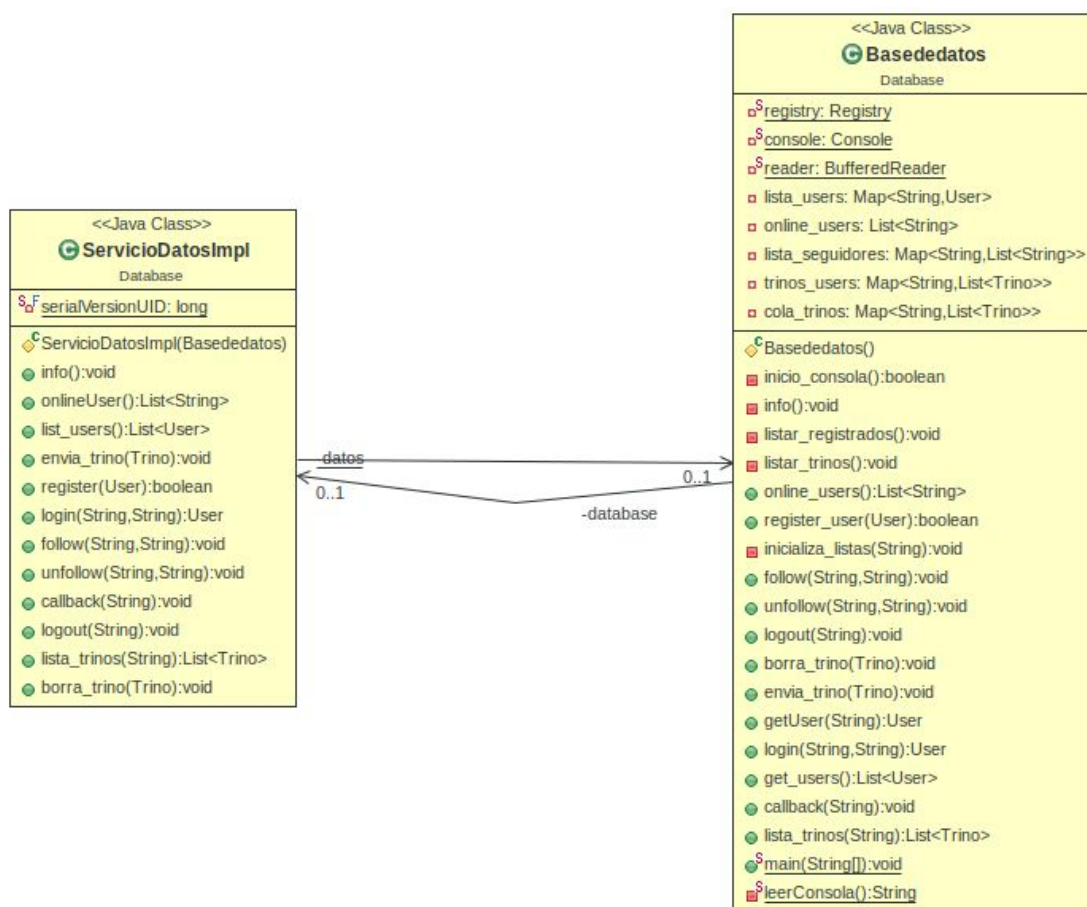 <<Java Class>>
ServicioDatosImpl
Database
serialVersionUID: long
ServicioDatosImpl(Basededatos)
info():void
onlineUser():List<String>
list_users():List<User>
envia_trino(Trino):void
register(User):boolean
login(String,String):User
follow(String,String):void
unfollow(String,String):void
callback(String):void
logout(String):void
lista_trinos(String):List<Trino>
borra_trino(Trino):void
-datos
0..1
0..1
-database
<<Java Class>>
Basededatos
Database
registry: Registry
console: Console
reader: BufferedReader
lista_users: Map<String,User>
online_users: List<String>
lista_seguidores: Map<String,List<String>>
trinos_users: Map<String,List<Trino>>
cola_trinos: Map<String,List<Trino>>
Basededatos()
inicio_consola():boolean
info():void
listar_registrados():void
listar_trinos():void
online_users():List<String>
register_user(User):boolean
inicializa_listas(String):void
follow(String,String):void
unfollow(String,String):void
logout(String):void
borra_trino(Trino):void
envia_trino(Trino):void
getUser(String):User
login(String,String):User
get_users():List<User>
callback(String):void
lista_trinos(String):List<Trino>
main(String[]):void
leerConsola():String